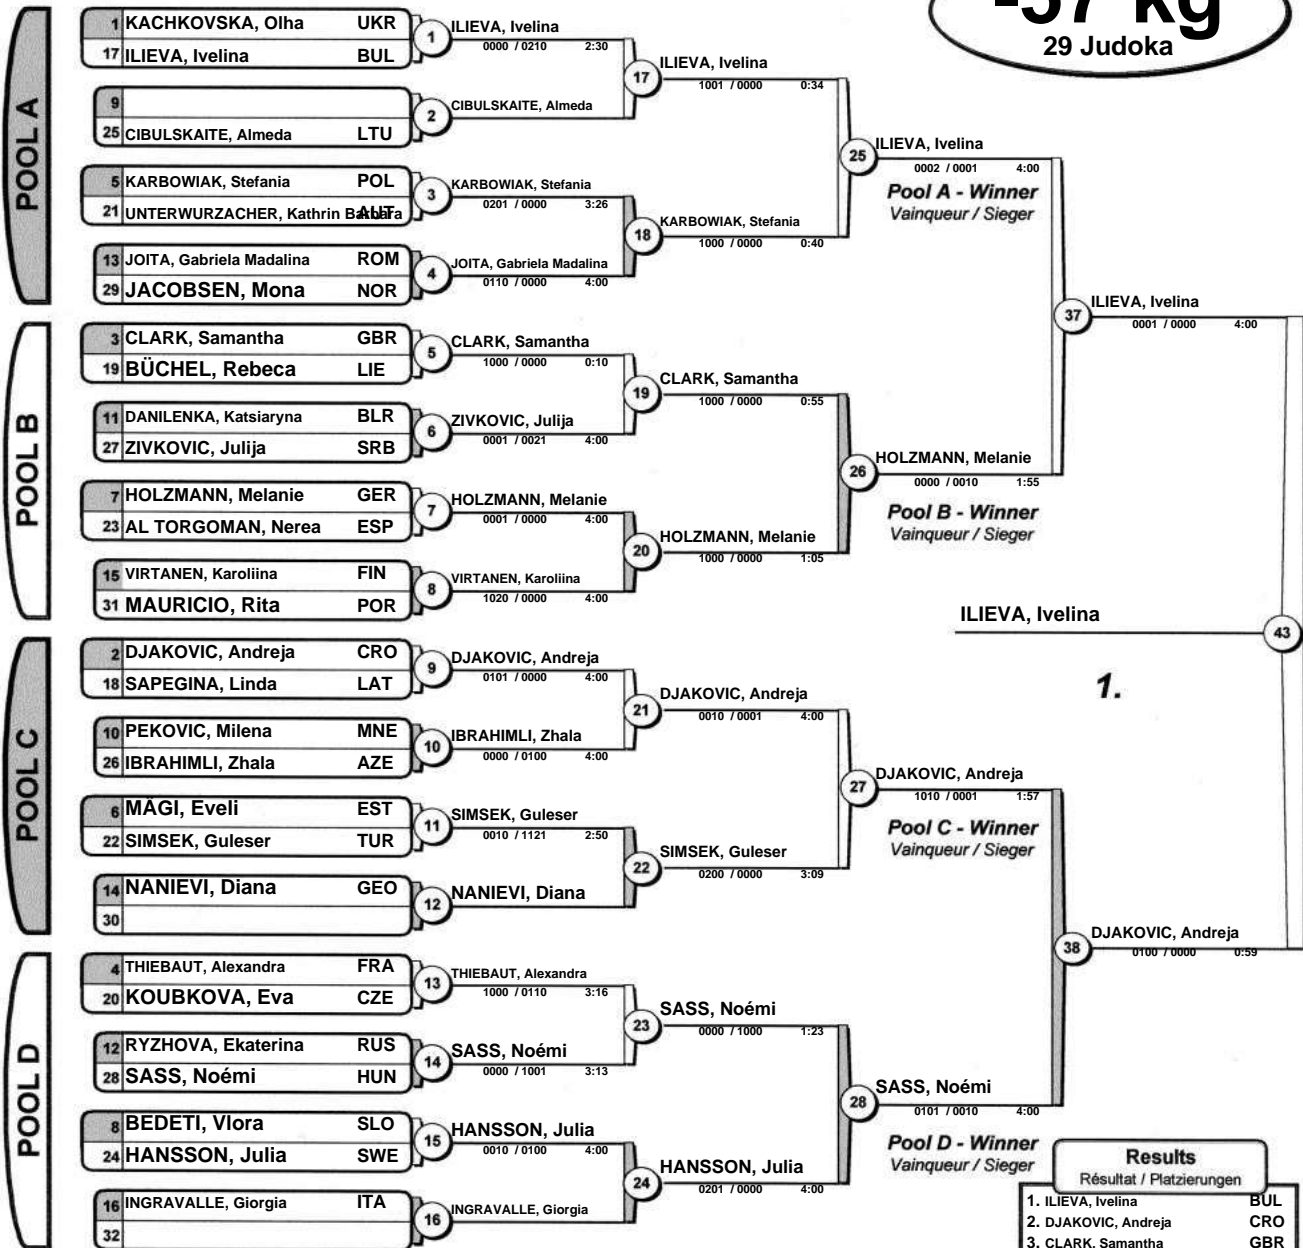 -57 kg
29 Judoka
POOL A
1 KACHKOVSKA, Olha UKR
17 ILIEVA, Ivelina BUL
9
25 CIBULSKAITE, Almeda LTU
5 KARBOWIAK, Stefania POL
21 UNTERWURZACHER, Kathrin Barbara AUT
13 JOITA, Gabriela Madalina ROM
29 JACOBSEN, Mona NOR
POOL B
3 CLARK, Samantha GBR
19 BÜCHEL, Rebeca LIE
11 DANILENKA, Katsiaryna BLR
27 ZIVKOVIC, Julija SRB
7 HOLZMANN, Melanie GER
23 AL TORGOMAN, Nerea ESP
15 VIRTANEN, Karoliina FIN
31 MAURICIO, Rita POR
POOL C
2 DJAKOVIC, Andreja CRO
18 SAPEGINA, Linda LAT
10 PEKOVIC, Milena MNE
26 IBRAHIMLI, Zhala AZE
6 MÄGI, Eveli EST
22 SIMSEK, Guleser TUR
14 NANIEVI, Diana GEO
30
POOL D
4 THIEBAUT, Alexandra FRA
20 KOUBKOVA, Eva CZE
12 RYZHOVA, Ekaterina RUS
28 SASS, Noémi HUN
8 BEDETI, Vlora SLO
24 HANSSON, Julia SWE
16 INGRAVALLE, Giorgia ITA
32
1 ILIEVA, Ivelina
0000 / 0210 2:30
2 CIBULSKAITE, Almeda
3 KARBOWIAK, Stefania
0201 / 0000 3:26
4 JOITA, Gabriela Madalina
0110 / 0000 4:00
5 CLARK, Samantha
1000 / 0000 0:10
6 ZIVKOVIC, Julija
0001 / 0021 4:00
7 HOLZMANN, Melanie
0001 / 0000 4:00
8 VIRTANEN, Karoliina
1020 / 0000 4:00
9 DJAKOVIC, Andreja
0101 / 0000 4:00
10 IBRAHIMLI, Zhala
0000 / 0100 4:00
11 SIMSEK, Guleser
0010 / 1121 2:50
12 NANIEVI, Diana
13 THIEBAUT, Alexandra
1000 / 0110 3:16
14 SASS, Noémi
0000 / 1001 3:13
15 HANSSON, Julia
0010 / 0100 4:00
16 INGRAVALLE, Giorgia
17 ILIEVA, Ivelina
1001 / 0000 0:34
18 KARBOWIAK, Stefania
1000 / 0000 0:40
19 CLARK, Samantha
1000 / 0000 0:55
20 HOLZMANN, Melanie
1000 / 0000 1:05
21 DJAKOVIC, Andreja
0010 / 0001 4:00
22 SIMSEK, Guleser
0200 / 0000 3:09
23 SASS, Noémi
0000 / 1000 1:23
24 HANSSON, Julia
0201 / 0000 4:00
25 ILIEVA, Ivelina
0002 / 0001 4:00
Pool A - Winner
Vainqueur / Sieger
26 HOLZMANN, Melanie
0000 / 0010 1:55
Pool B - Winner
Vainqueur / Sieger
27 DJAKOVIC, Andreja
1010 / 0001 1:57
Pool C - Winner
Vainqueur / Sieger
28 SASS, Noémi
0101 / 0010 4:00
Pool D - Winner
Vainqueur / Sieger
37 ILIEVA, Ivelina
0001 / 0000 4:00
38 DJAKOVIC, Andreja
0100 / 0000 0:59
ILIEVA, Ivelina 43
1.
Results
Résultat / Platzierungen
1. ILIEVA, Ivelina BUL
2. DJAKOVIC, Andreja CRO
3. CLARK, Samantha GBR